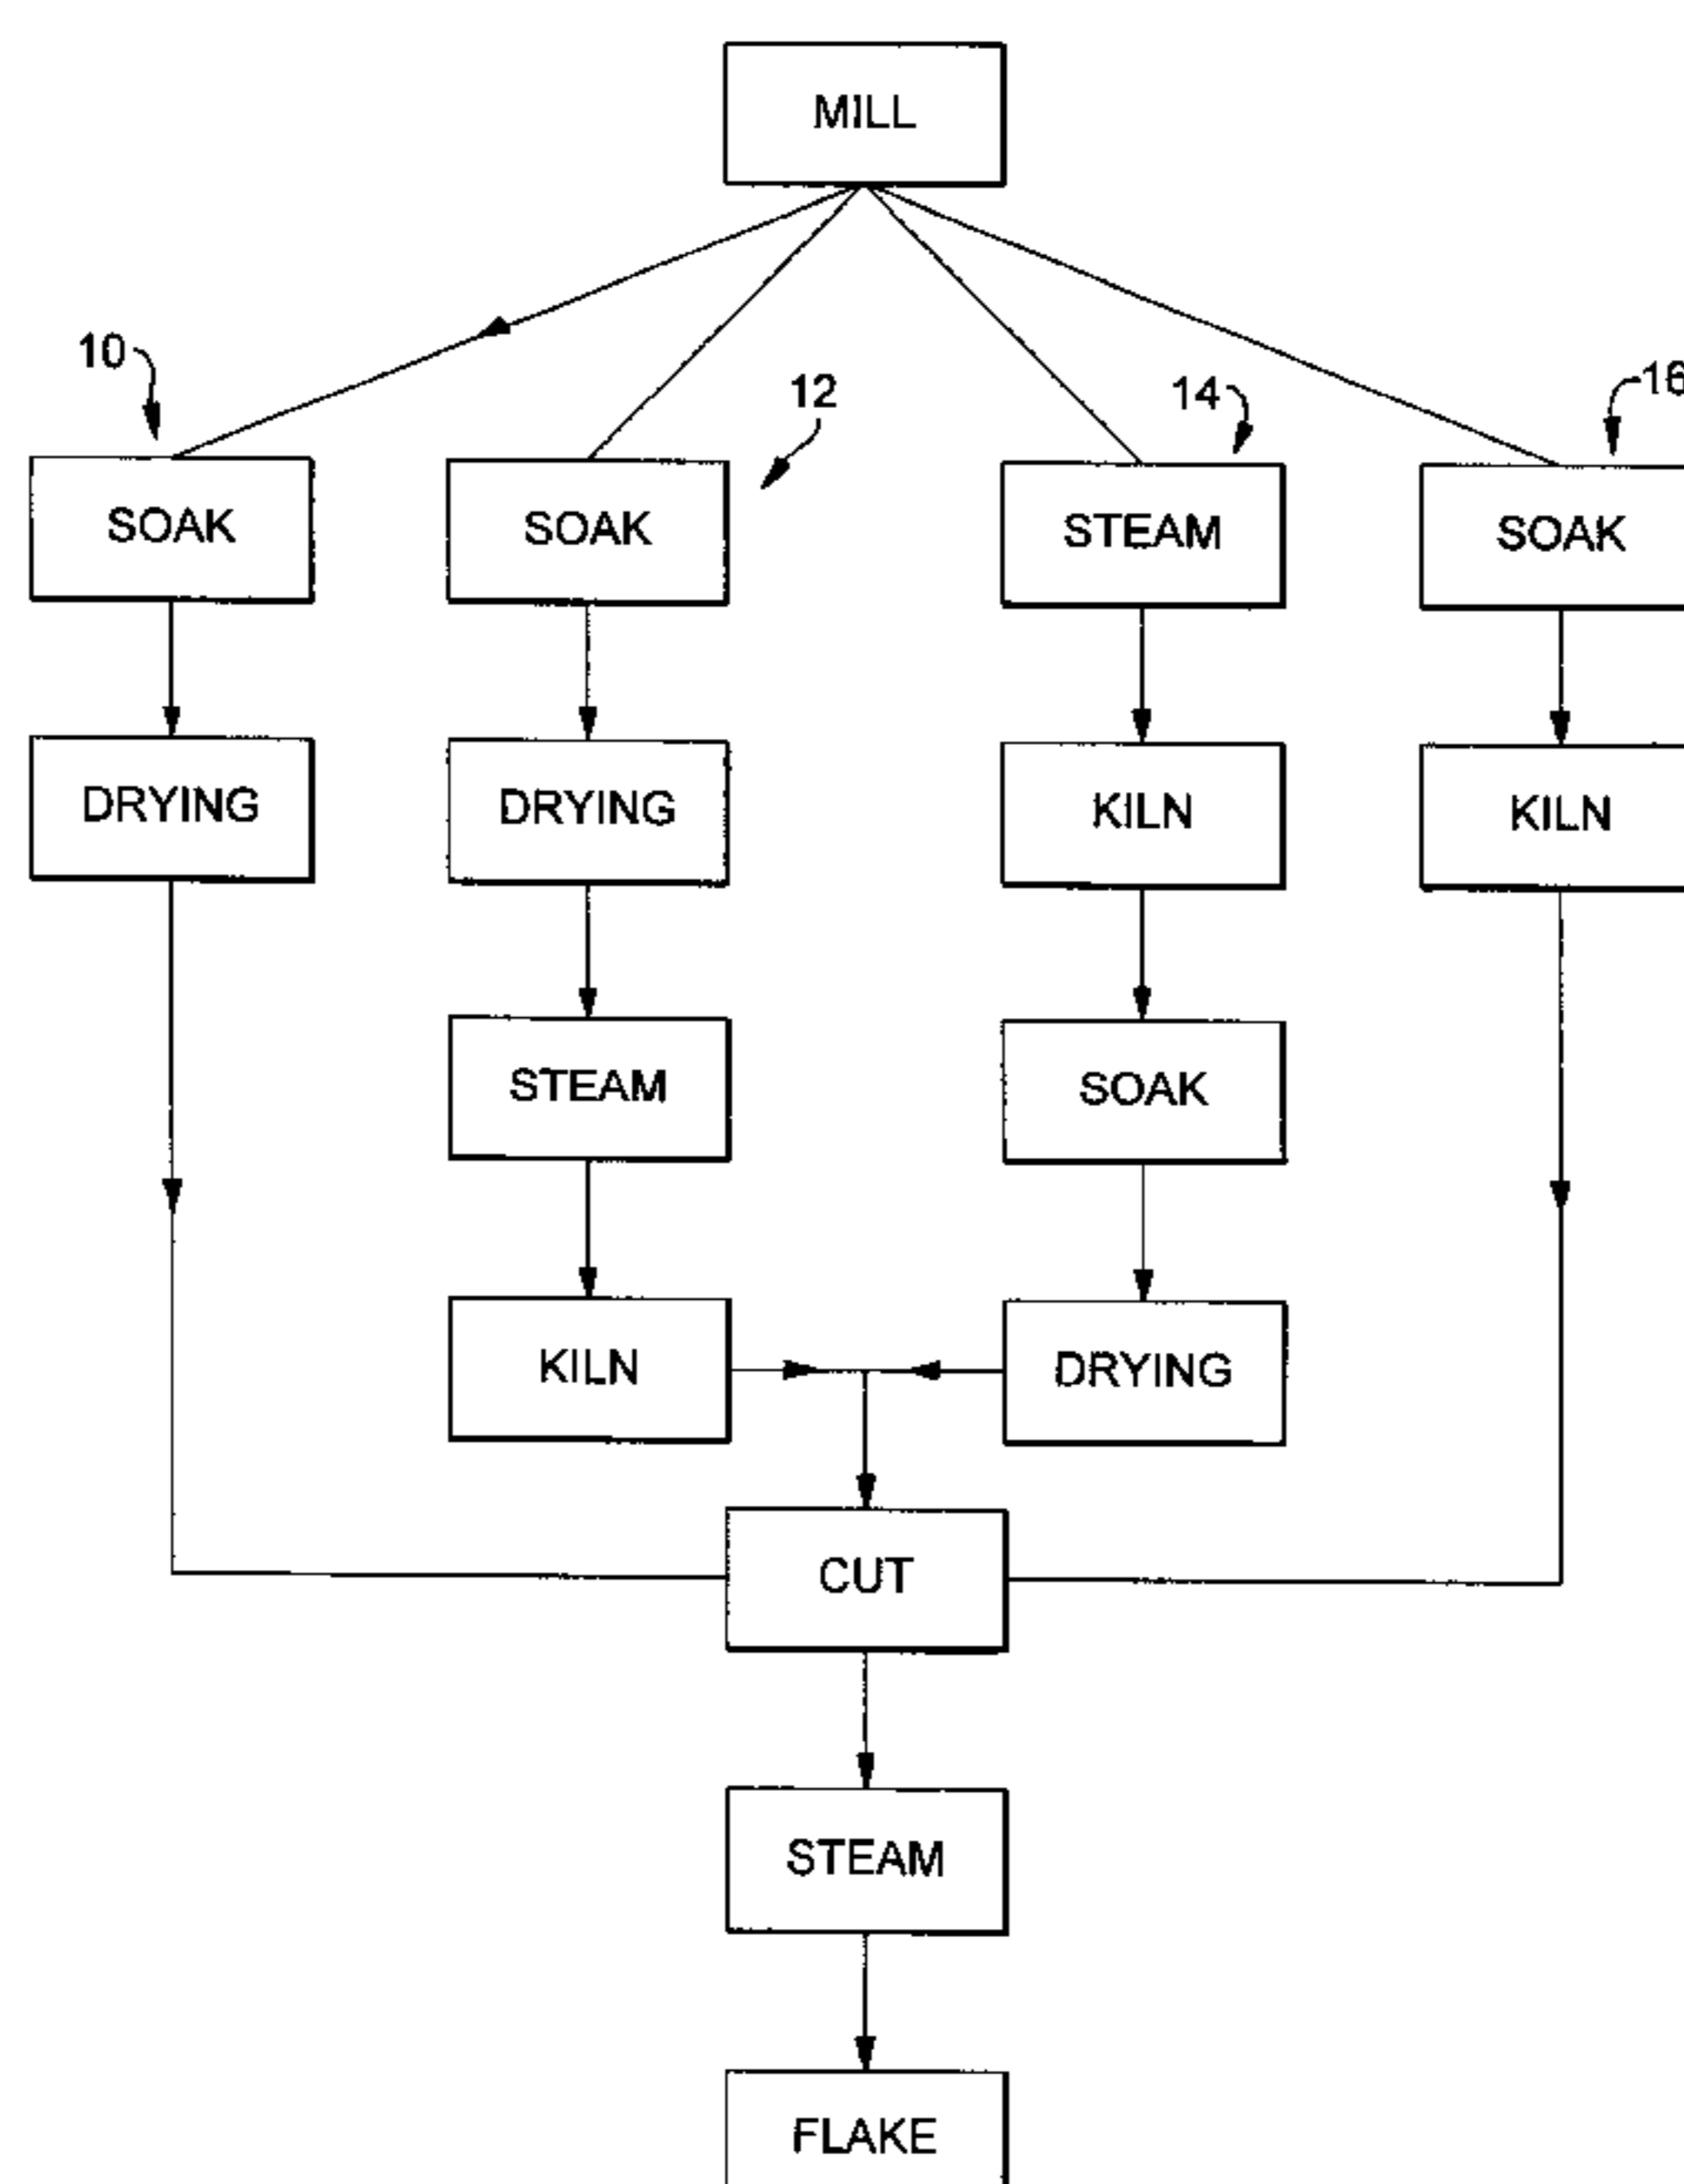 MILL
10
12
14
16
SOAK
SOAK
STEAM
SOAK
DRYING
DRYING
KILN
KILN
STEAM
SOAK
KILN
DRYING
CUT
STEAM
FLAKE